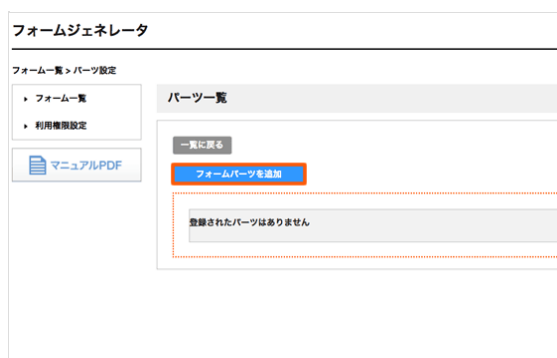 フォームジェネレータ
フォーム一覧 > パーツ設定
フォーム一覧
利用権限設定
マニュアルPDF
パーツ一覧
一覧に戻る
フォームパーツを追加
登録されたパーツはありません